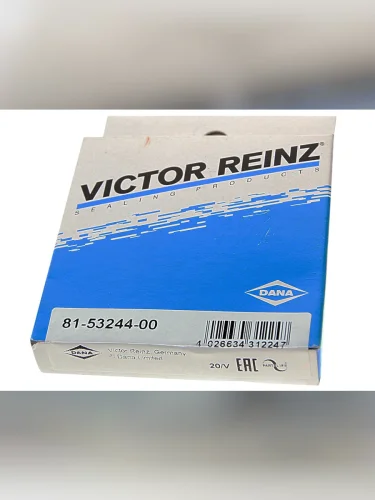 VICTOR REINZ®
SEALING PRODUCTS
DANA
81-53244-00
4 026634 312247
DANA
Victor Reinz, Germany
© Dana Limited
20/V EAC